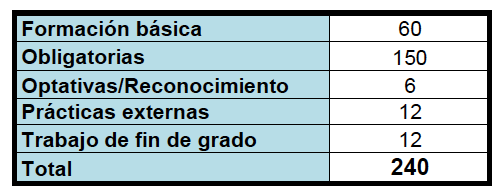 Formación básica 60
Obligatorias 150
Optativas/Reconocimiento 6
Prácticas externas 12
Trabajo de fin de grado 12
Total 240